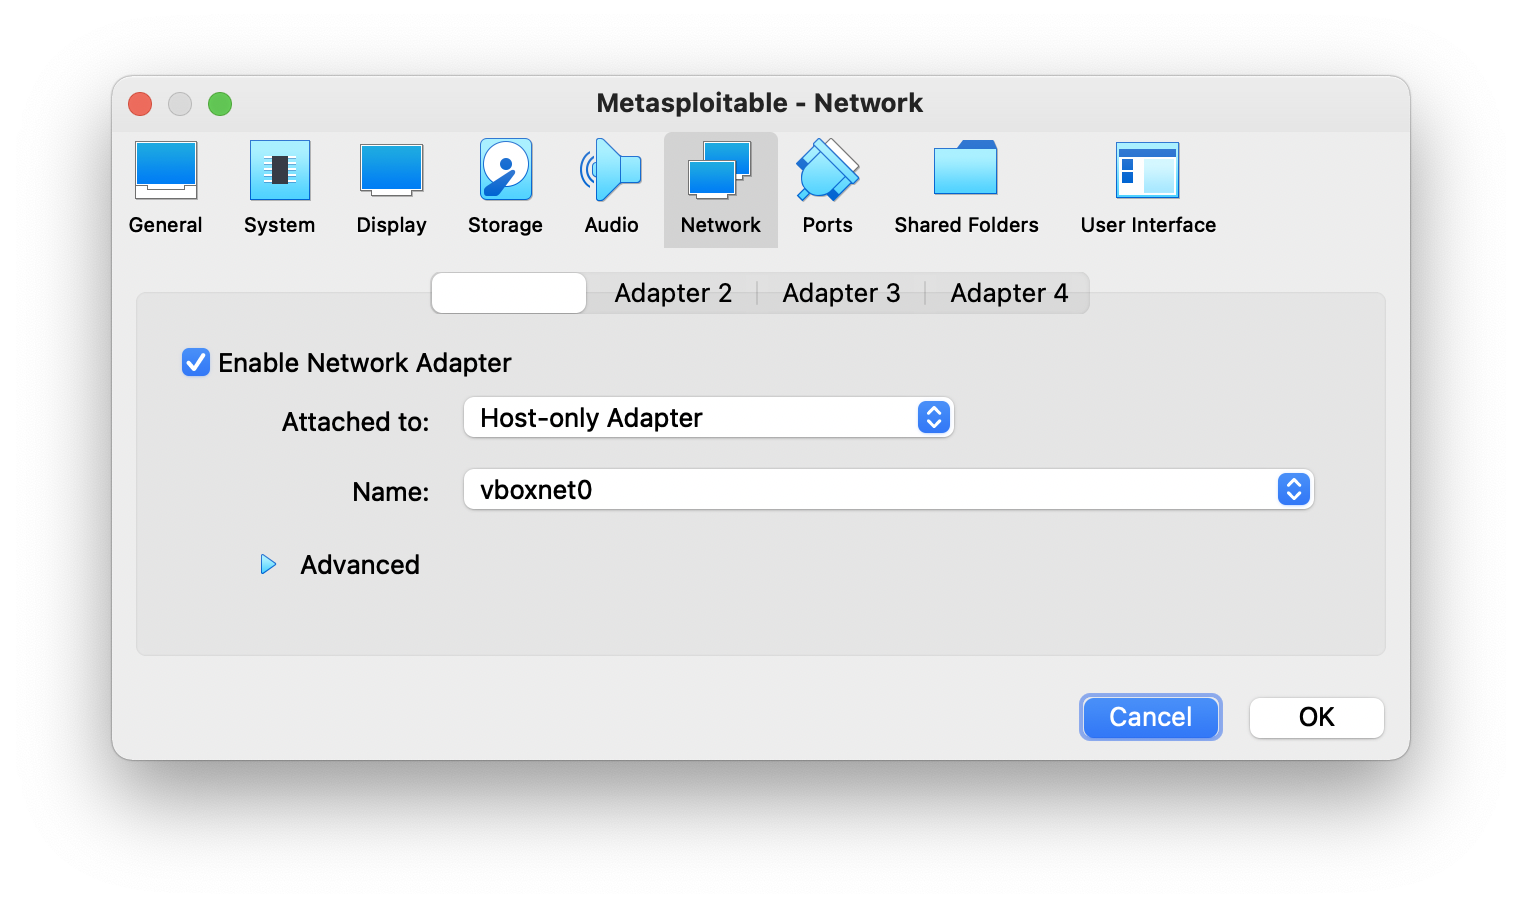 Metasploitable - Network
General System Display Storage Audio Network Ports Shared Folders User Interface
Adapter 2 Adapter 3 Adapter 4
Enable Network Adapter
Attached to: Host-only Adapter
Name: vboxnet0
Advanced
Cancel OK